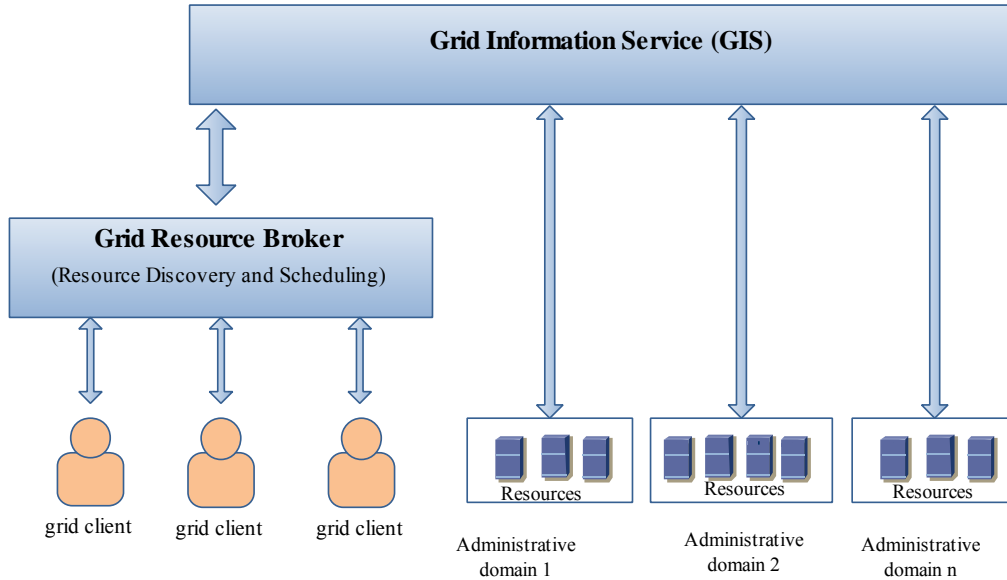 Grid Information Service (GIS)
Grid Resource Broker
(Resource Discovery and Scheduling)
grid client
grid client
grid client
Resources
Resources
Resources
Administrative
domain 1
Administrative
domain 2
Administrative
domain n